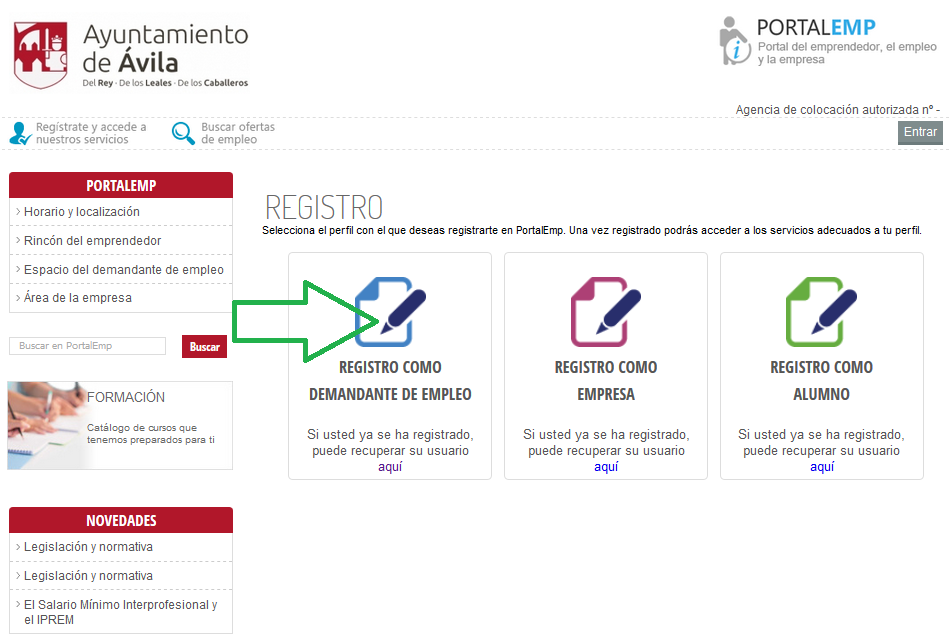 Ayuntamiento
de Ávila
Del Rey · De los Leales · De los Caballeros
PORTALEMP
Portal del emprendedor, el empleo
y la empresa
Agencia de colocación autorizada nº -
Regístrate y accede a
nuestros servicios
Buscar ofertas
de empleo
Entrar
PORTALEMP
Horario y localización
Rincón del emprendedor
Espacio del demandante de empleo
Área de la empresa
Buscar en PortalEmp
Buscar
FORMACIÓN
Catálogo de cursos que
tenemos preparados para ti
NOVEDADES
Legislación y normativa
Legislación y normativa
El Salario Mínimo Interprofesional y
el IPREM
REGISTRO
Selecciona el perfil con el que deseas registrarte en PortalEmp. Una vez registrado podrás acceder a los servicios adecuados a tu perfil.
REGISTRO COMO
DEMANDANTE DE EMPLEO
Si usted ya se ha registrado,
puede recuperar su usuario
aquí
REGISTRO COMO
EMPRESA
Si usted ya se ha registrado,
puede recuperar su usuario
aquí
REGISTRO COMO
ALUMNO
Si usted ya se ha registrado,
puede recuperar su usuario
aquí